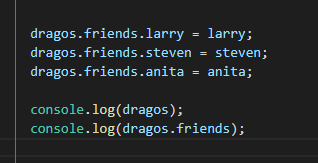 dragos.friends.larry = larry;
dragos.friends.steven = steven;
dragos.friends.anita = anita;
console.log(dragos);
console.log(dragos.friends);